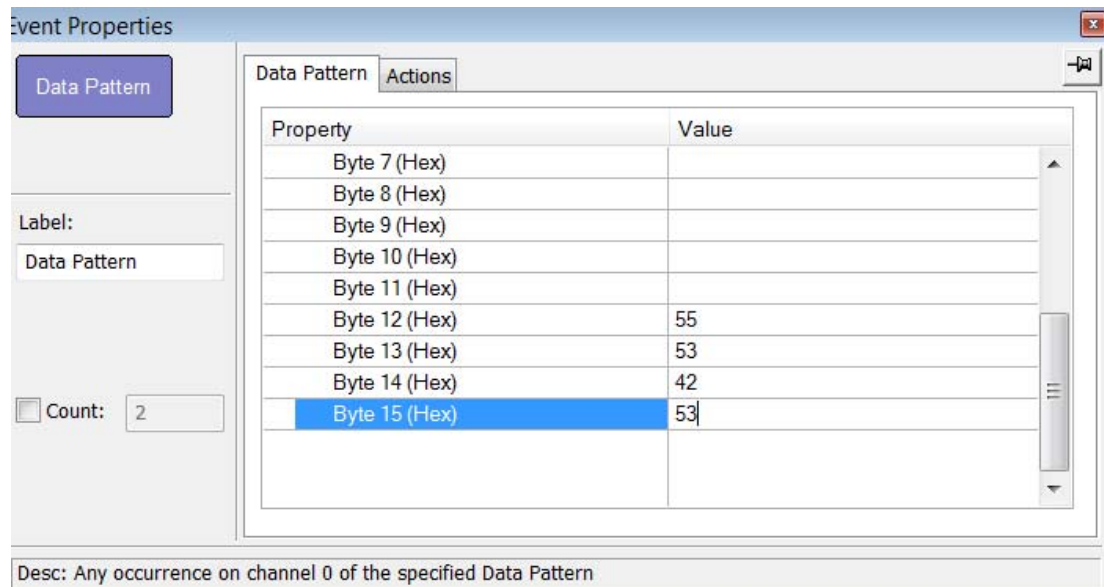 Event Properties
Data Pattern
Data Pattern Actions
Property Value
Byte 7 (Hex)
Byte 8 (Hex)
Byte 9 (Hex)
Byte 10 (Hex)
Byte 11 (Hex)
Byte 12 (Hex) 55
Byte 13 (Hex) 53
Byte 14 (Hex) 42
Byte 15 (Hex) 53
Label:
Data Pattern
Count: 2
Desc: Any occurrence on channel 0 of the specified Data Pattern